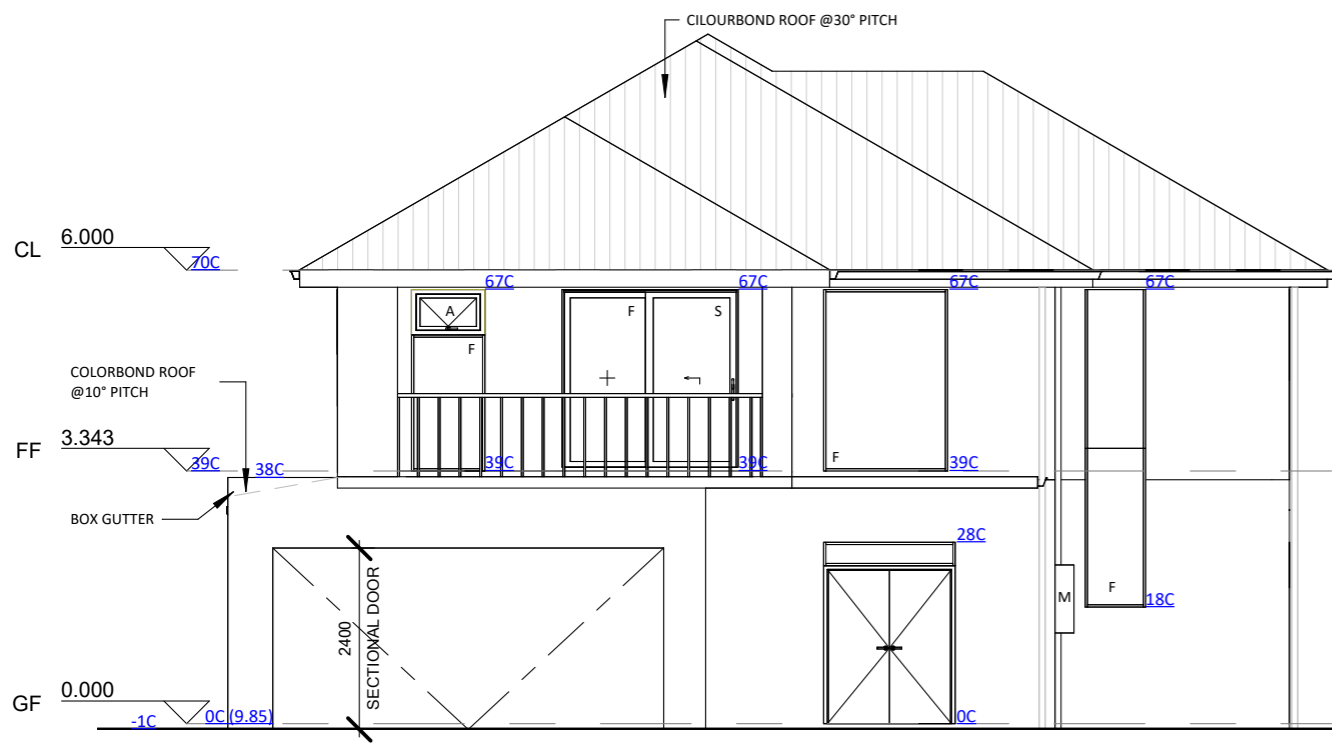 CILOURBOND ROOF @30° PITCH
CL 6.000
70C
67C 67C 67C 67C
A F S
F
COLORBOND ROOF
@10° PITCH
FF 3.343
F
39C 38C 39C 39C 39C
BOX GUTTER
28C
2400
SECTIONAL DOOR
M F
18C
GF 0.000
-1C 0C (9.85) 0C